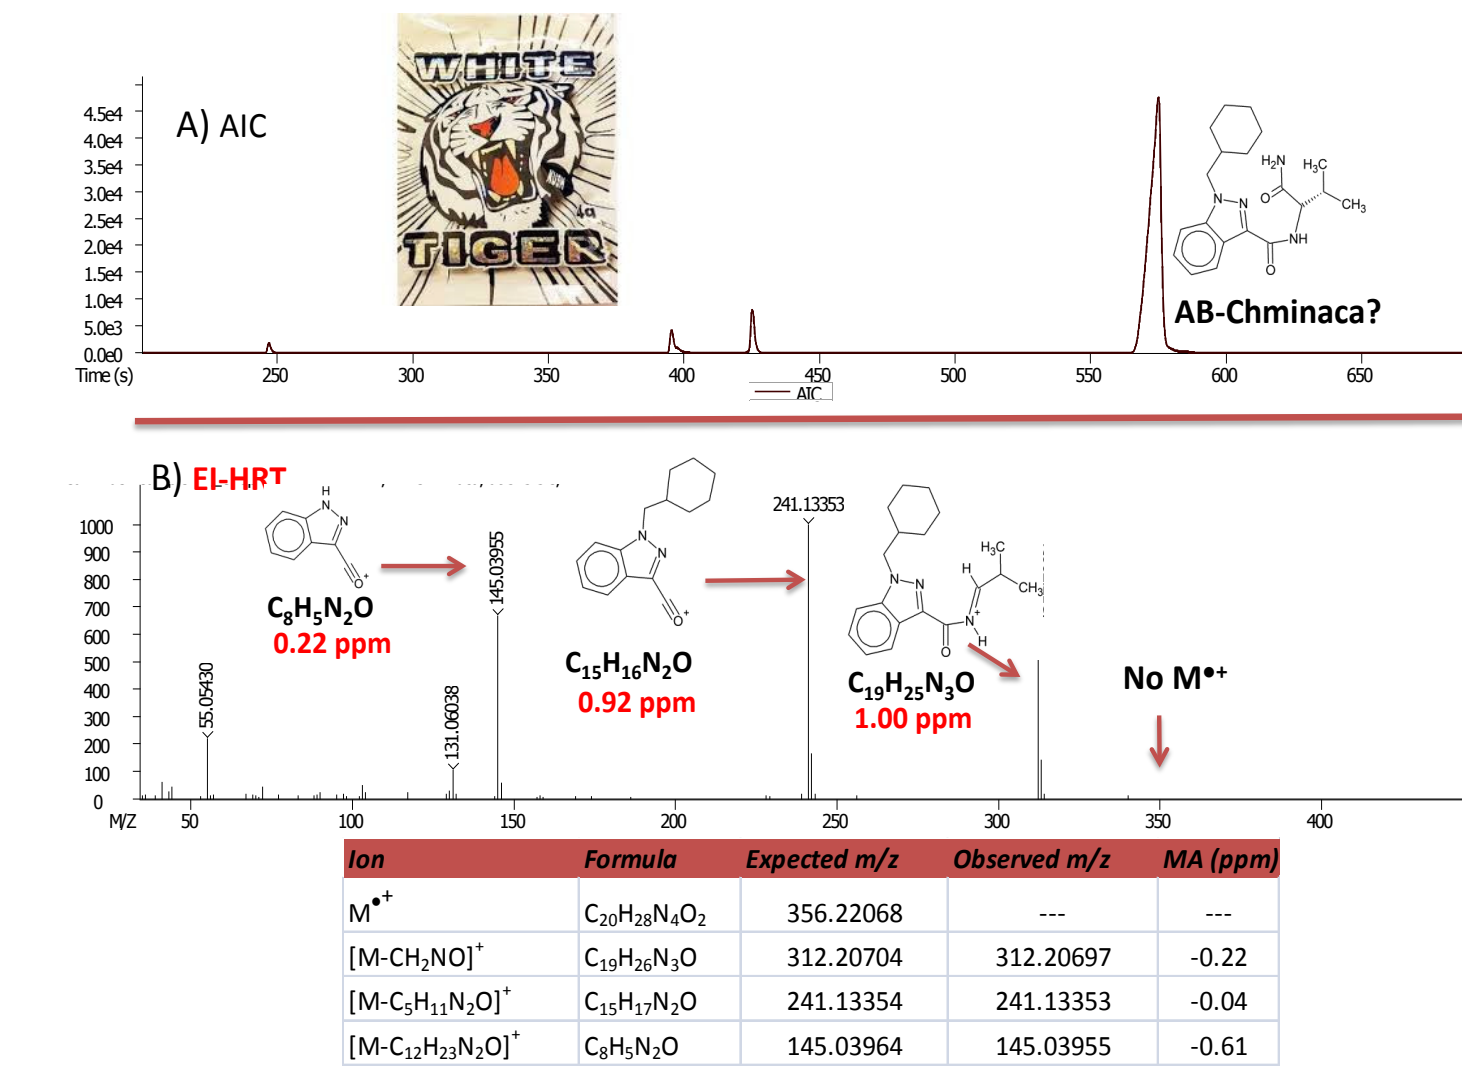 WHITE
TIGER
4g
A) AIC
4.5e4
4.0e4
3.5e4
3.0e4
2.5e4
2.0e4
1.5e4
1.0e4
5.0e3
0.0e0
Time (s)
250 300 350 400 450 500 550 600 650
AIC
H₂N H₃C
O CH₃
N N
NH
O
AB-Chminaca?
B) EI-HRT
1000
900
800
700
600
500
400
300
200
100
0
M/Z 50 100 150 200 250 300 350 400
55.05430
131.06038
145.03955
241.13353
H
N
N
O⁺
C₈H₅N₂O
0.22 ppm
N
N
O⁺
C₁₅H₁₆N₂O
0.92 ppm
H₃C
H
CH₃
N N
N⁺
H
O
C₁₉H₂₅N₃O
1.00 ppm
No M•+
Ion Formula Expected m/z Observed m/z MA (ppm)
M•+ C₂₀H₂₈N₄O₂ 356.22068 --- ---
[M-CH₂NO]⁺ C₁₉H₂₆N₃O 312.20704 312.20697 -0.22
[M-C₅H₁₁N₂O]⁺ C₁₅H₁₇N₂O 241.13354 241.13353 -0.04
[M-C₁₂H₂₃N₂O]⁺ C₈H₅N₂O 145.03964 145.03955 -0.61